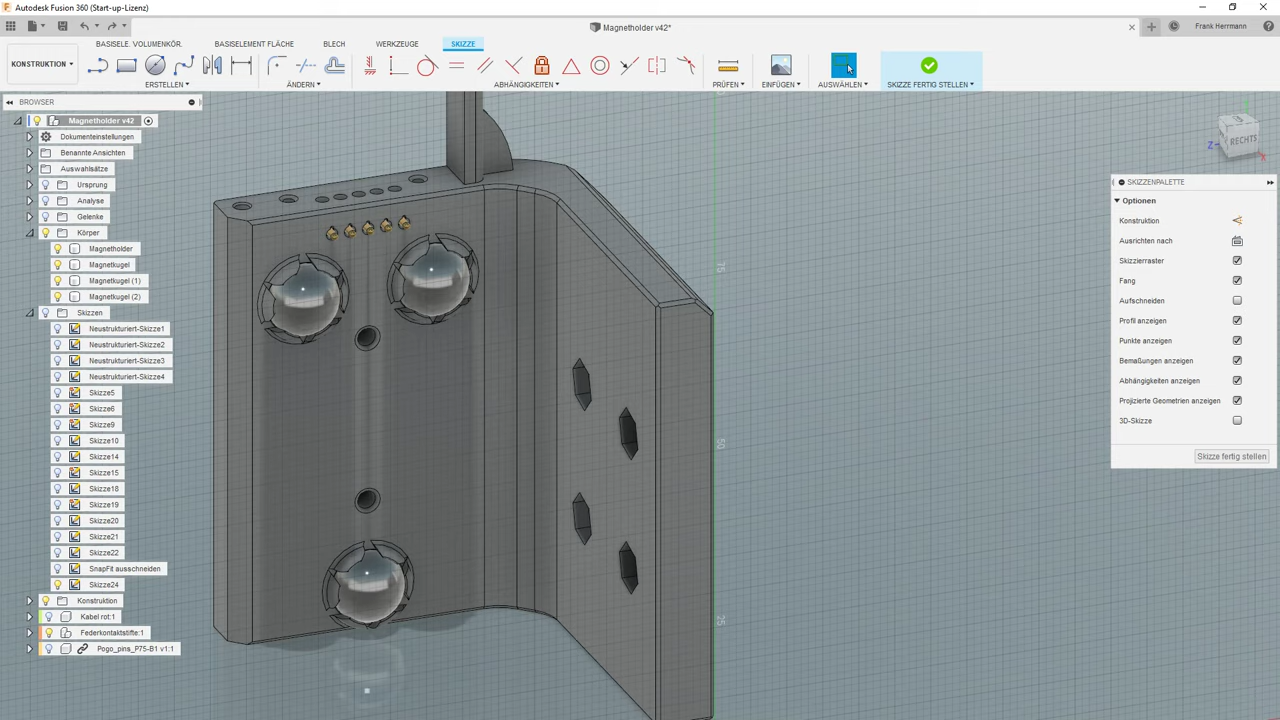 Autodesk Fusion 360 (Start-up-Lizenz)
Magnetholder v42*
Frank Herrmann
BASISELE. VOLUMENKÖR.
BASISELEMENT FLÄCHE
BLECH
WERKZEUGE
SKIZZE
KONSTRUKTION
ERSTELLEN
ÄNDERN
ABHÄNGIGKEITEN
PRÜFEN
EINFÜGEN
AUSWÄHLEN
SKIZZE FERTIG STELLEN
BROWSER
Magnetholder v42
Dokumenteinstellungen
Benannte Ansichten
Auswahlsätze
Ursprung
Analyse
Gelenke
Körper
Magnetholder
Magnetkugel
Magnetkugel (1)
Magnetkugel (2)
Skizzen
Neustrukturiert-Skizze1
Neustrukturiert-Skizze2
Neustrukturiert-Skizze3
Neustrukturiert-Skizze4
Skizze5
Skizze6
Skizze9
Skizze10
Skizze14
Skizze15
Skizze18
Skizze19
Skizze20
Skizze21
Skizze22
SnapFit ausschneiden
Skizze24
Konstruktion
Kabel rot:1
Federkontaktstifte:1
Pogo_pins_P75-B1 v1:1
75
50
25
RECHTS
Z
X
SKIZZENPALETTE
Optionen
Konstruktion
Ausrichten nach
Skizzierraster
Fang
Aufschneiden
Profil anzeigen
Punkte anzeigen
Bemaßungen anzeigen
Abhängigkeiten anzeigen
Projizierte Geometrien anzeigen
3D-Skizze
Skizze fertig stellen